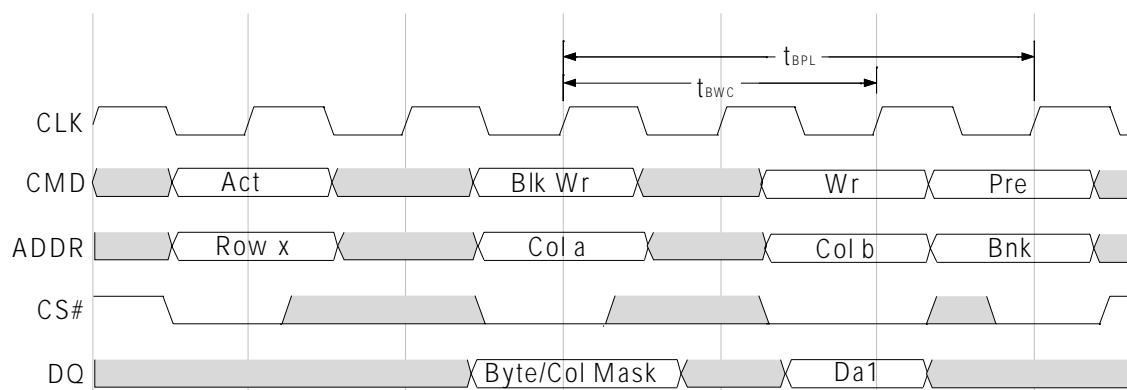 tBPL
tBWC
CLK
CMD Act Blk Wr Wr Pre
ADDR Row x Col a Col b Bnk
CS#
DQ Byte/Col Mask Da1